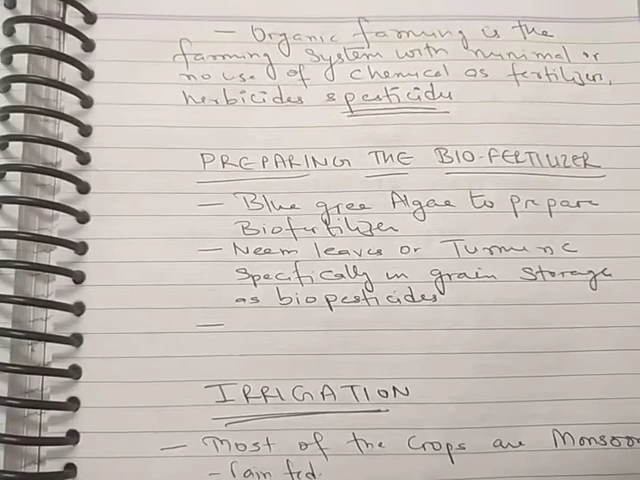 - Organic farming is the
farming System with minimal or
no use of chemical as fertilizer,
herbicides & pesticide
PREPARING THE BIO-FERTILIZER
- Blue gree Algae to prepare
Biofertilizer
- Neem leaves or Turmeric
Specifically in grain Storage
as biopesticides
-
IRRIGATION
- Most of the Crops are Monsoon
- rain fed.